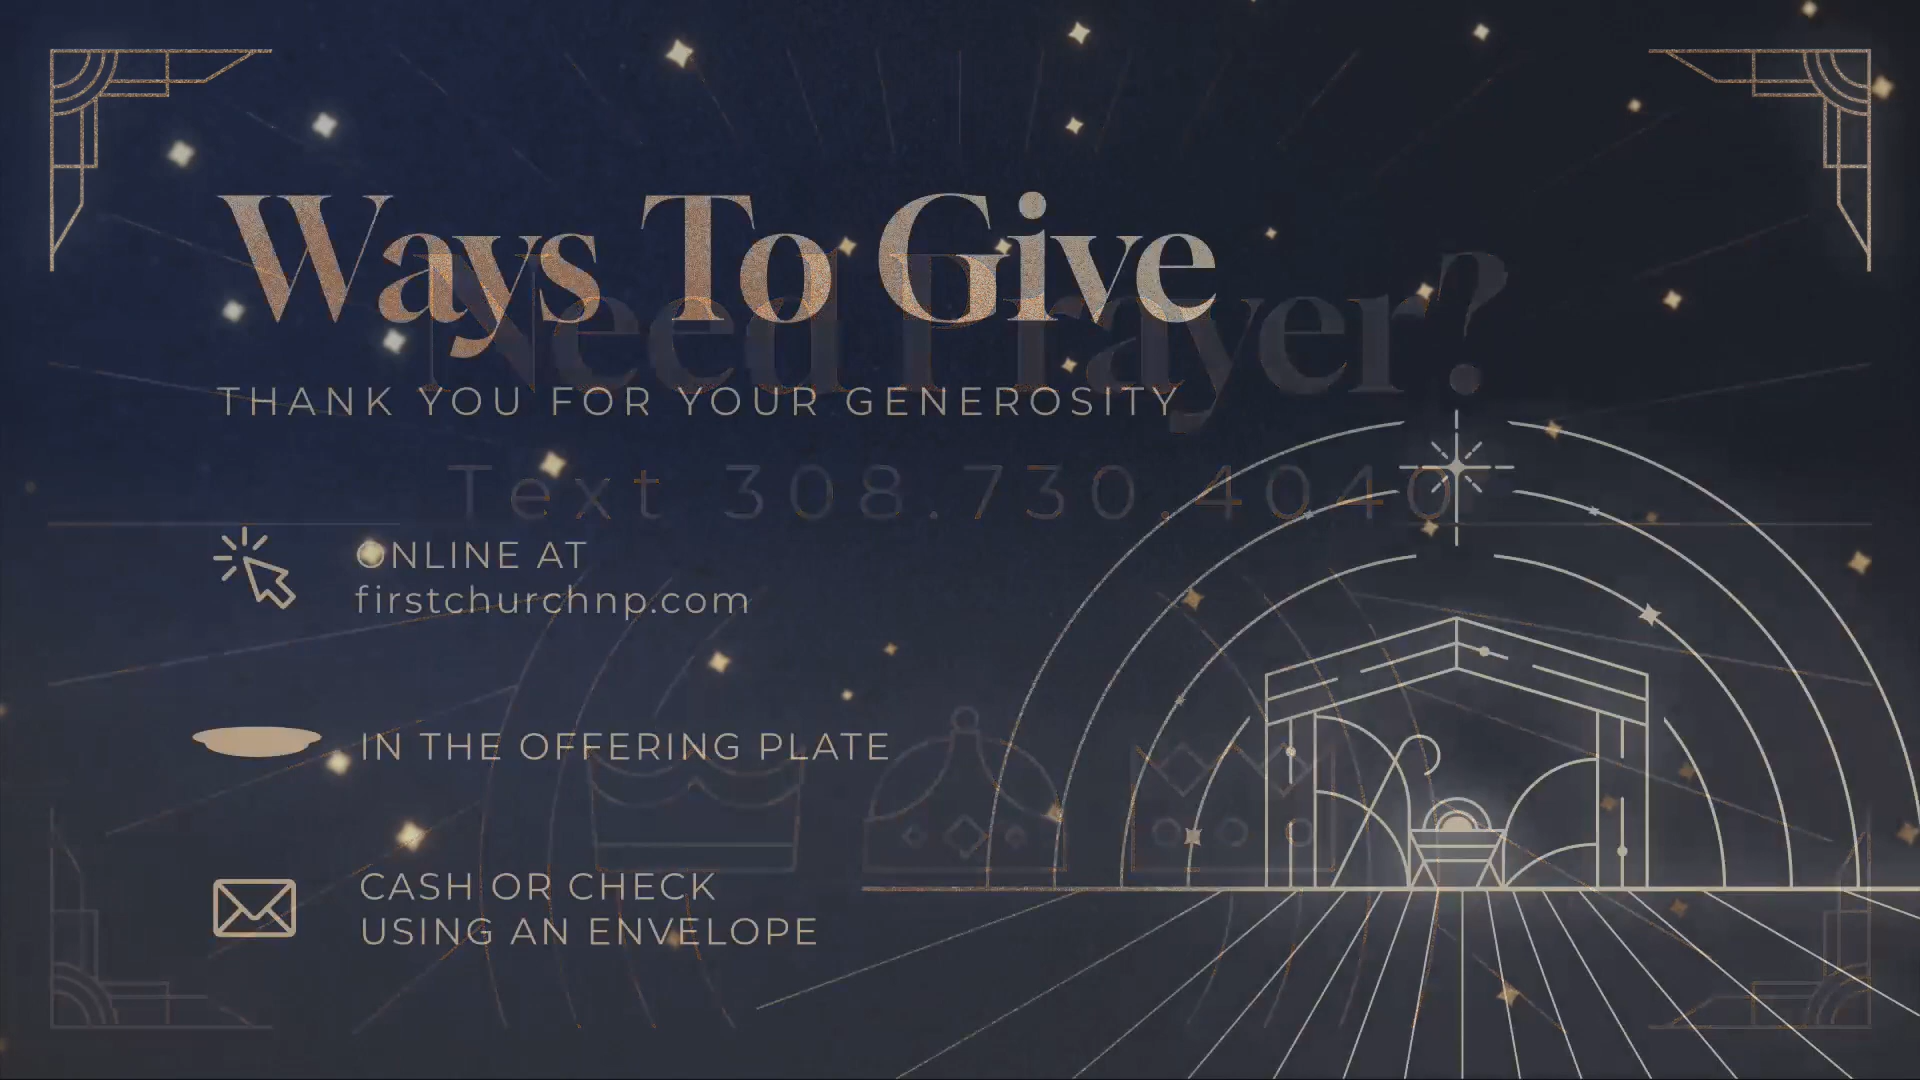 Ways To Give
Need Prayer?
THANK YOU FOR YOUR GENEROSITY
Text 308.730.4040
ONLINE AT
firstchurchnp.com
IN THE OFFERING PLATE
CASH OR CHECK
USING AN ENVELOPE